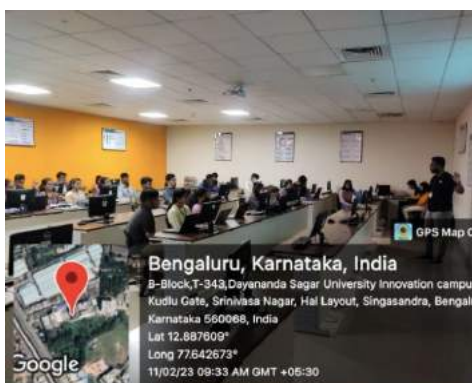 GPS Map C
Bengaluru, Karnataka, India
B-Block,T-343,Dayananda Sagar University Innovation campu
Kudlu Gate, Srinivasa Nagar, Hal Layout, Singasandra, Bengal
Karnataka 560068, India
Lat 12.887609°
Long 77.642673°
11/02/23 09:33 AM GMT +05:30
Google